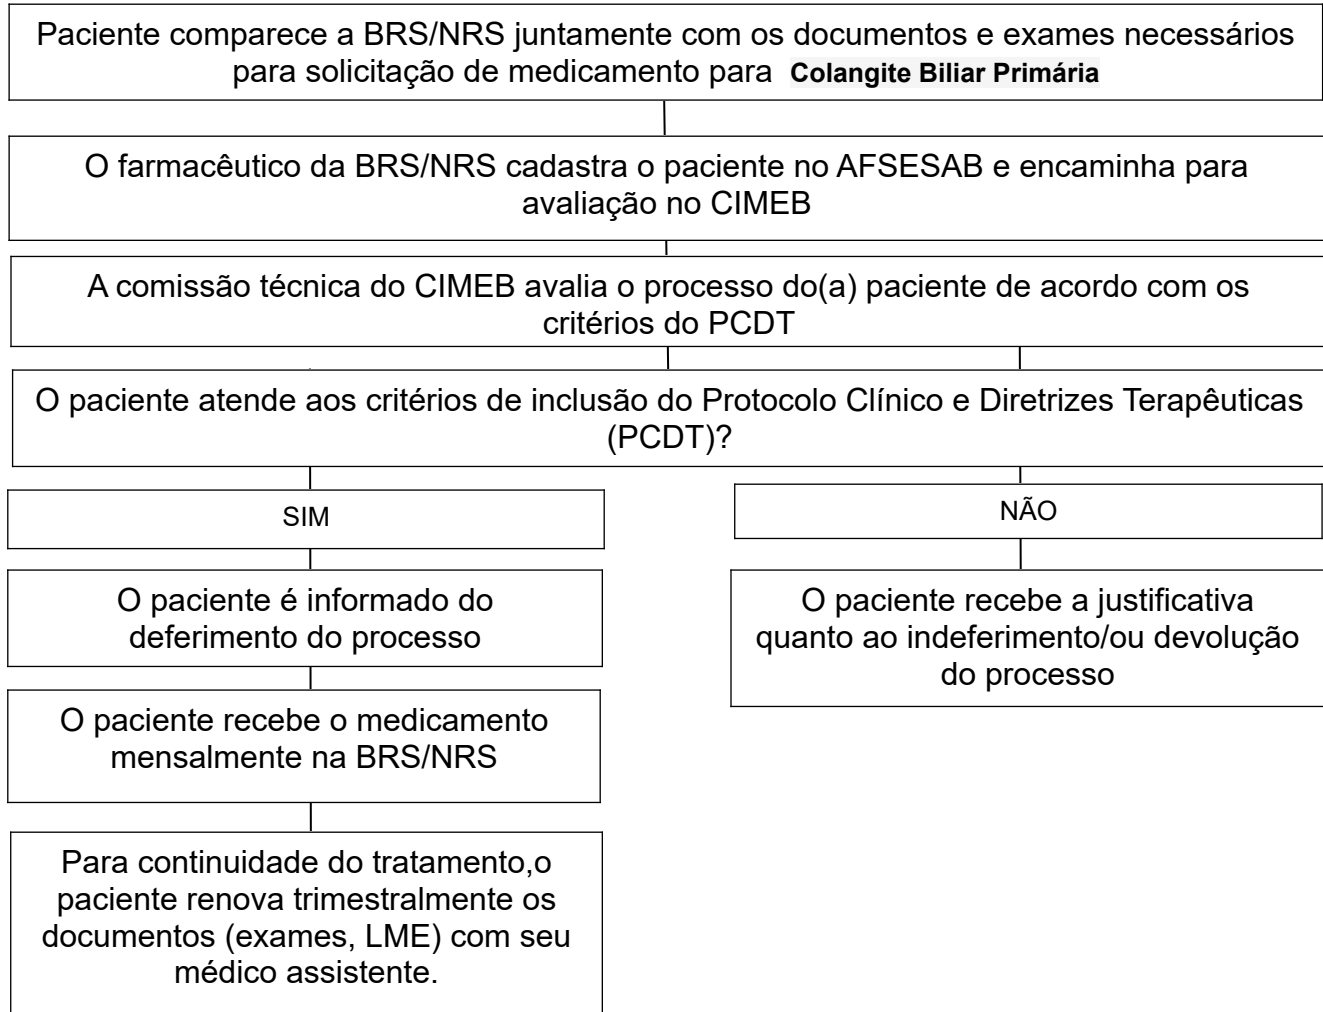 Paciente comparece a BRS/NRS juntamente com os documentos e exames necessários
para solicitação de medicamento para Colangite Biliar Primária
O farmacêutico da BRS/NRS cadastra o paciente no AFSESAB e encaminha para
avaliação no CIMEB
A comissão técnica do CIMEB avalia o processo do(a) paciente de acordo com os
critérios do PCDT
O paciente atende aos critérios de inclusão do Protocolo Clínico e Diretrizes Terapêuticas
(PCDT)?
SIM
O paciente é informado do
deferimento do processo
O paciente recebe o medicamento
mensalmente na BRS/NRS
Para continuidade do tratamento,o
paciente renova trimestralmente os
documentos (exames, LME) com seu
médico assistente.
NÃO
O paciente recebe a justificativa
quanto ao indeferimento/ou devolução
do processo